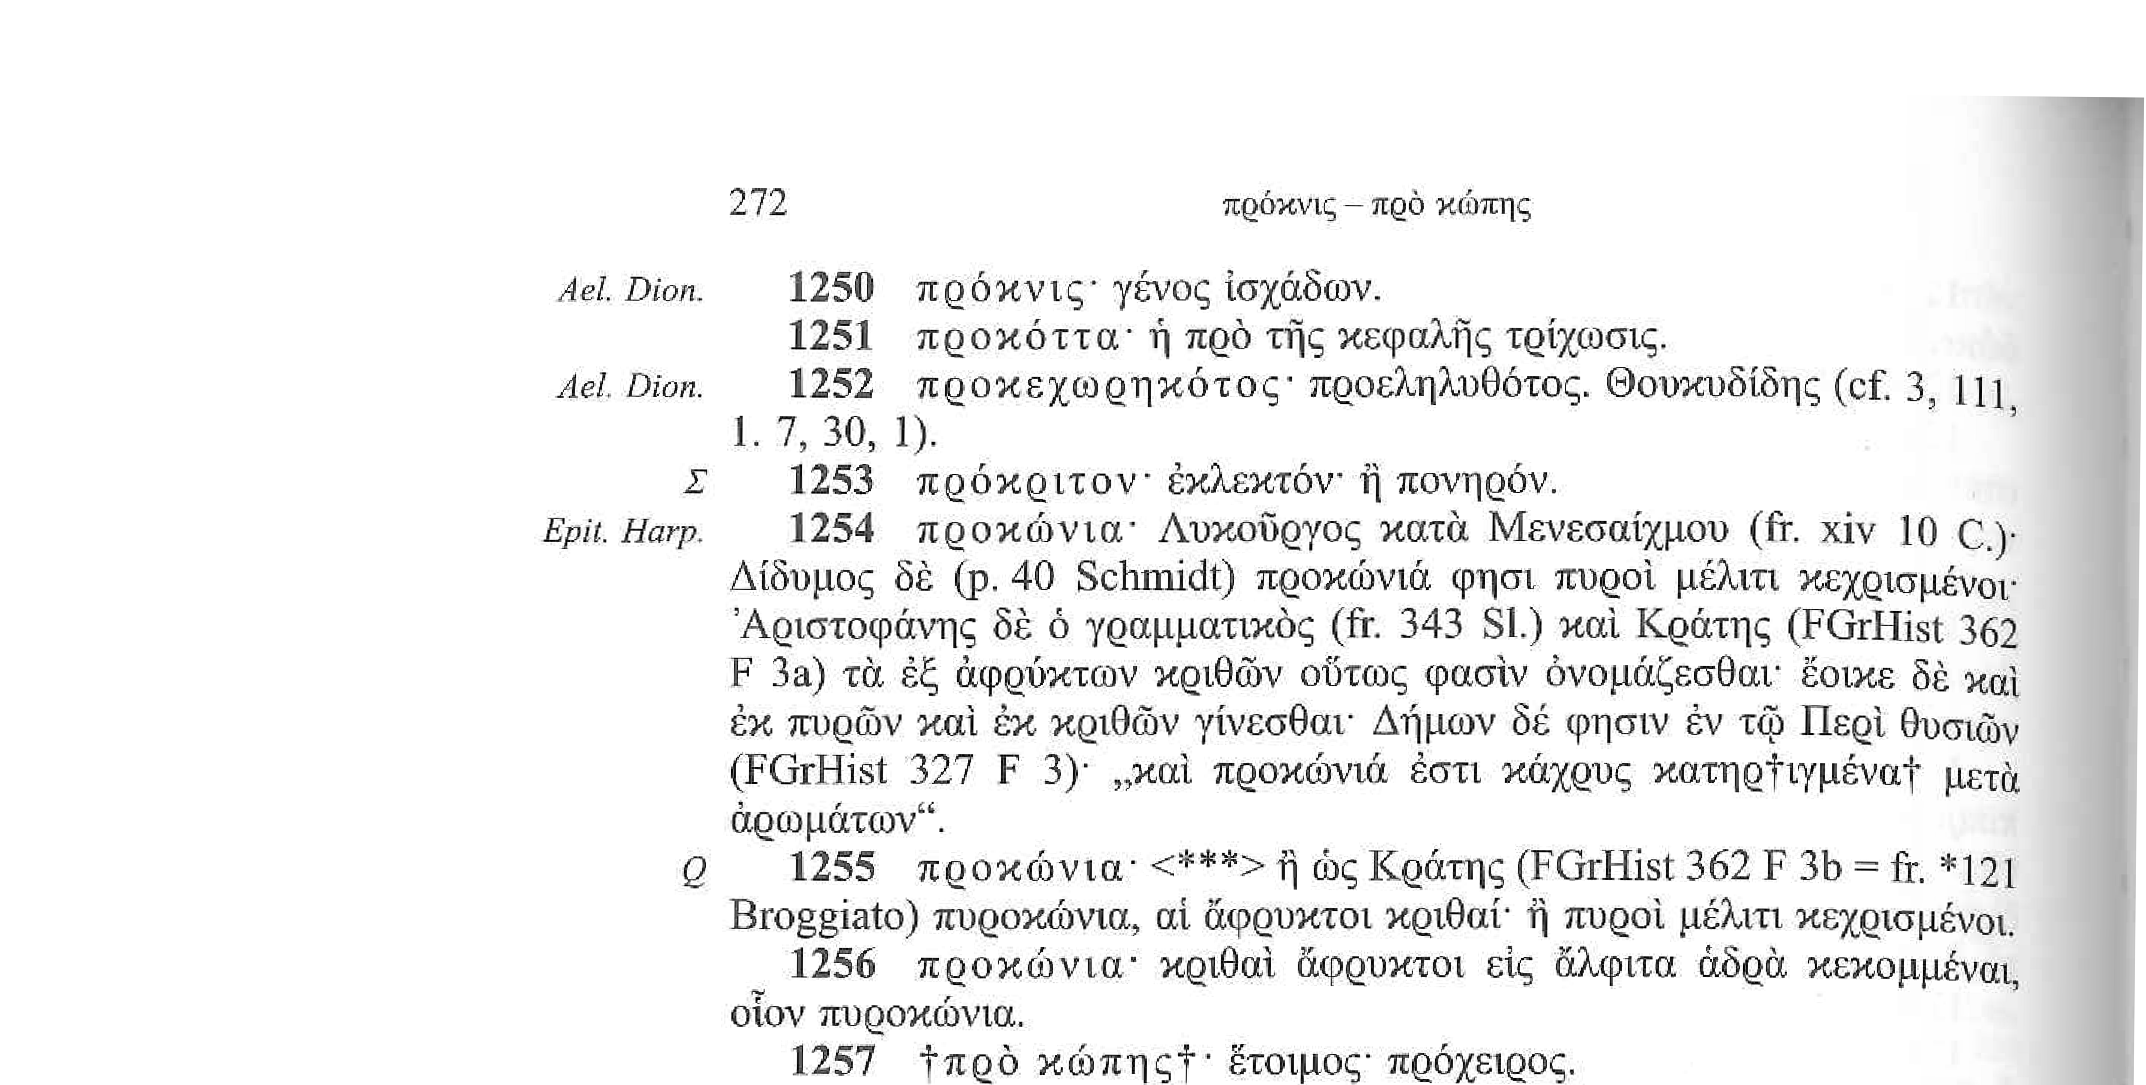 272 πρόκνις – πρὸ κώπης
Ael. Dion. 1250 πρόκνις· γένος ἰσχάδων.
1251 προκόττα· ἡ πρὸ τῆς κεφαλῆς τρίχωσις.
Ael. Dion. 1252 προκεχωρηκότος· προεληλυθότος. Θουκυδίδης (cf. 3, 111,
1. 7, 30, 1).
Σ 1253 πρόκριτον· ἐκλεκτόν· ἢ πονηρόν.
Epit. Harp. 1254 προκώνια· Λυκοῦργος κατὰ Μενεσαίχμου (fr. xiv 10 C.)·
Δίδυμος δὲ (p. 40 Schmidt) προκώνιά φησι πυροὶ μέλιτι κεχρισμένοι·
Ἀριστοφάνης δὲ ὁ γραμματικὸς (fr. 343 Sl.) καὶ Κράτης (FGrHist 362
F 3a) τὰ ἐξ ἀφρύκτων κριθῶν οὕτως φασὶν ὀνομάζεσθαι· ἔοικε δὲ καὶ
ἐκ πυρῶν καὶ ἐκ κριθῶν γίνεσθαι· Δήμων δέ φησιν ἐν τῷ Περὶ θυσιῶν
(FGrHist 327 F 3)· „καὶ προκώνιά ἐστι κάχρυς κατηρ†ιγμένα† μετὰ
ἀρωμάτων“.
Q 1255 προκώνια· <***> ἢ ὡς Κράτης (FGrHist 362 F 3b = fr. *121
Broggiato) πυροκώνια, αἱ ἄφρυκτοι κριθαί· ἢ πυροὶ μέλιτι κεχρισμένοι.
1256 προκώνια· κριθαὶ ἄφρυκτοι εἰς ἄλφιτα ἁδρὰ κεκομμέναι,
οἷον πυροκώνια.
1257 †πρὸ κώπης†· ἕτοιμος· πρόχειρος.